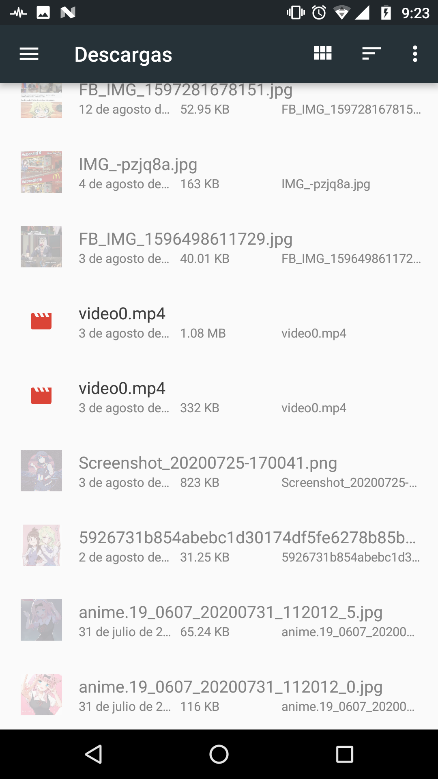 9:23
Descargas
FB_IMG_1597281678151.jpg
12 de agosto d... 52.95 KB FB_IMG_159728167815...
IMG_-pzjq8a.jpg
4 de agosto de... 163 KB IMG_-pzjq8a.jpg
FB_IMG_1596498611729.jpg
3 de agosto de... 40.01 KB FB_IMG_15964986117​2...
video0.mp4
3 de agosto de... 1.08 MB video0.mp4
video0.mp4
3 de agosto de... 332 KB video0.mp4
Screenshot_20200725-170041.png
3 de agosto de... 823 KB Screenshot_20200725-...
5926731b854abebc1d30174df5fe6278b85b...
2 de agosto de... 31.25 KB 5926731b854abebc1d3...
anime.19_0607_20200731_112012_5.jpg
31 de julio de 2... 65.24 KB anime.19_0607_20200...
anime.19_0607_20200731_112012_0.jpg
31 de julio de 2... 116 KB anime.19_0607_20200...